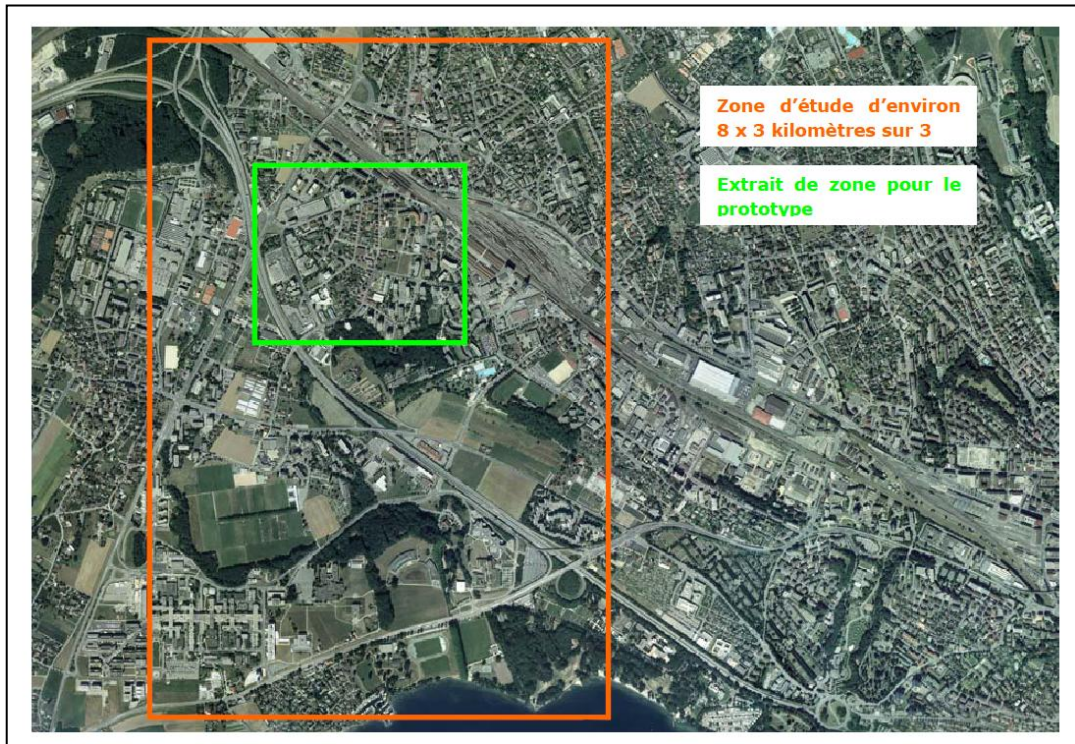 Zone d'étude d'environ
8 x 3 kilomètres sur 3
Extrait de zone pour le
prototype